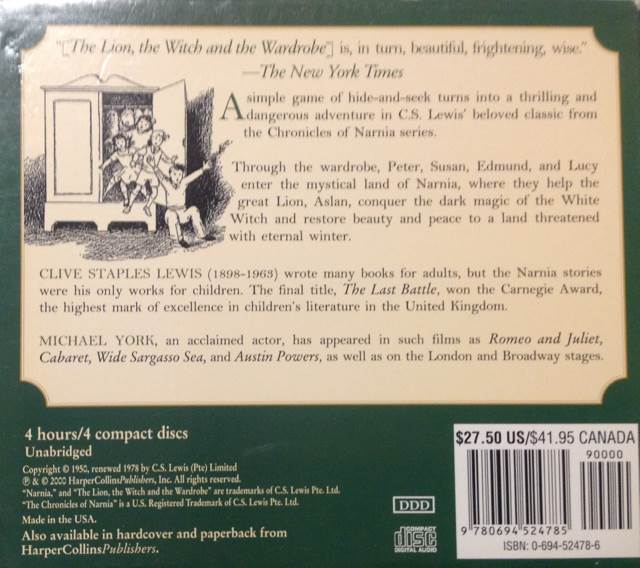 "[The Lion, the Witch and the Wardrobe] is, in turn, beautiful, frightening, wise."
—The New York Times
A simple game of hide-and-seek turns into a thrilling and
dangerous adventure in C.S. Lewis' beloved classic from
the Chronicles of Narnia series.
Through the wardrobe, Peter, Susan, Edmund, and Lucy
enter the mystical land of Narnia, where they help the
great Lion, Aslan, conquer the dark magic of the White
Witch and restore beauty and peace to a land threatened
with eternal winter.
CLIVE STAPLES LEWIS (1898-1963) wrote many books for adults, but the Narnia stories
were his only works for children. The final title, The Last Battle, won the Carnegie Award,
the highest mark of excellence in children's literature in the United Kingdom.
MICHAEL YORK, an acclaimed actor, has appeared in such films as Romeo and Juliet,
Cabaret, Wide Sargasso Sea, and Austin Powers, as well as on the London and Broadway stages.
4 hours/4 compact discs
Unabridged
Copyright © 1950, renewed 1978 by C.S. Lewis (Pte) Limited
℗ & © 2000 HarperCollinsPublishers, Inc. All rights reserved.
"Narnia," and "The Lion, the Witch and the Wardrobe" are trademarks of C.S. Lewis Pte. Ltd.
"The Chronicles of Narnia" is a U.S. Registered Trademark of C.S. Lewis Pte. Ltd.
Made in the USA.
Also available in hardcover and paperback from
HarperCollinsPublishers.
DDD
COMPACT
disc
DIGITAL AUDIO
$27.50 US/$41.95 CANADA
90000
9 780694 524785
ISBN: 0-694-52478-6